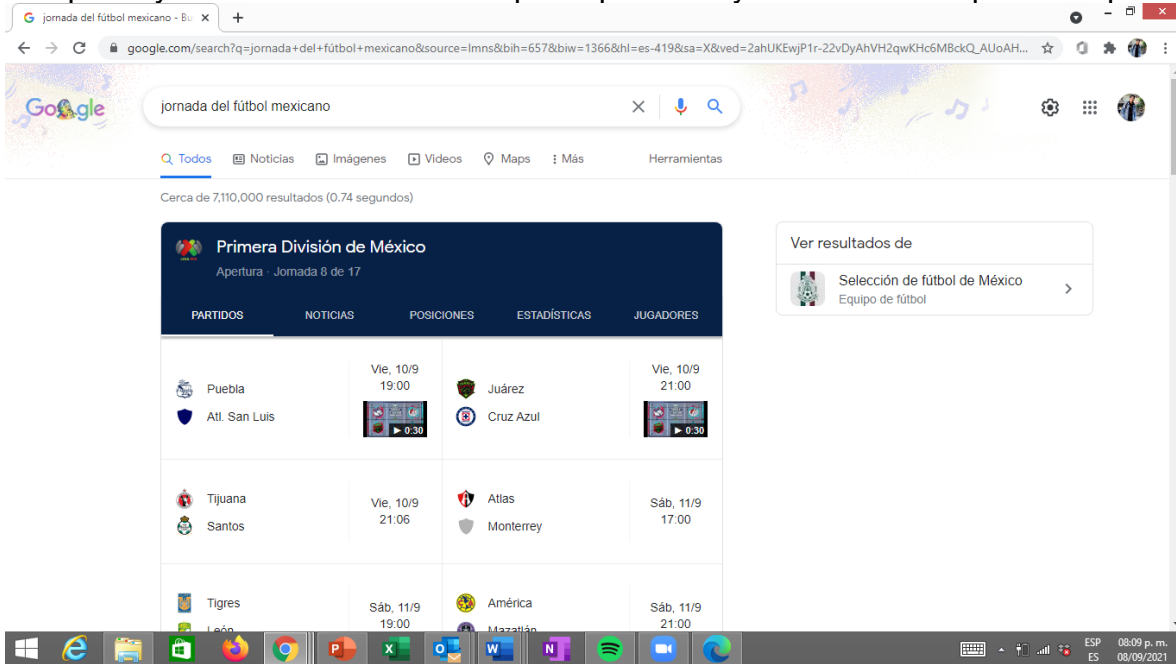 jornada del fútbol mexicano - Bu
google.com/search?q=jornada+del+fútbol+mexicano&source=lmns&bih=657&biw=1366&hl=es-419&sa=X&ved=2ahUKEwjP1r-22vDyAhVH2qwKHc6MBckQ_AUoAH...
Google
jornada del fútbol mexicano
Todos Noticias Imágenes Videos Maps Más Herramientas
Cerca de 7,110,000 resultados (0.74 segundos)
Primera División de México
Apertura · Jornada 8 de 17
PARTIDOS NOTICIAS POSICIONES ESTADÍSTICAS JUGADORES
Puebla
Atl. San Luis
Vie, 10/9
19:00
0:30
Juárez
Cruz Azul
Vie, 10/9
21:00
0:30
Tijuana
Santos
Vie, 10/9
21:06
Atlas
Monterrey
Sáb, 11/9
17:00
Tigres
León
Sáb, 11/9
19:00
América
Mazatlán
Sáb, 11/9
21:00
Ver resultados de
Selección de fútbol de México
Equipo de fútbol
ESP
ES
08:09 p. m.
08/09/2021